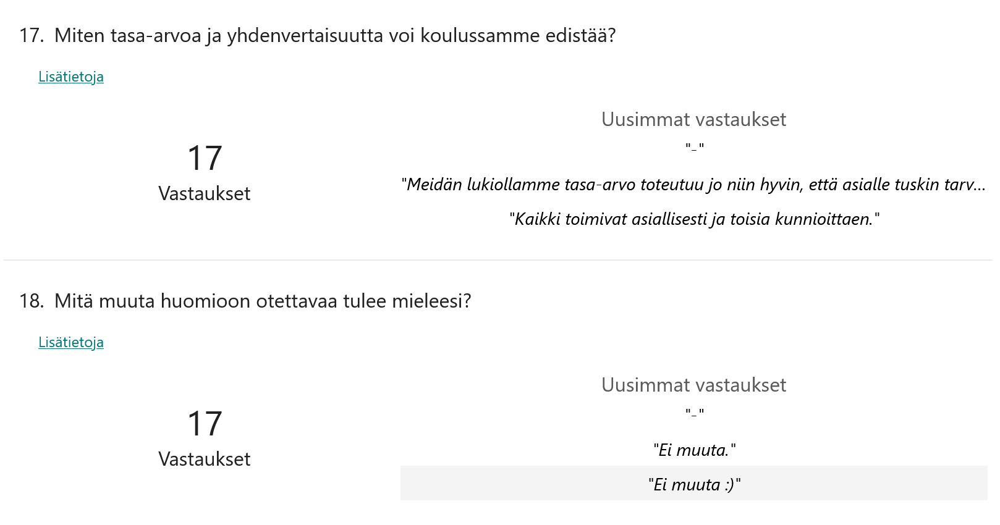 17. Miten tasa-arvoa ja yhdenvertaisuutta voi koulussamme edistää?
Lisätietoja
17
Vastaukset
Uusimmat vastaukset
"-"
"Meidän lukiollamme tasa-arvo toteutuu jo niin hyvin, että asialle tuskin tarv...
"Kaikki toimivat asiallisesti ja toisia kunnioittaen."
18. Mitä muuta huomioon otettavaa tulee mieleesi?
Lisätietoja
17
Vastaukset
Uusimmat vastaukset
"-"
"Ei muuta."
"Ei muuta :)"